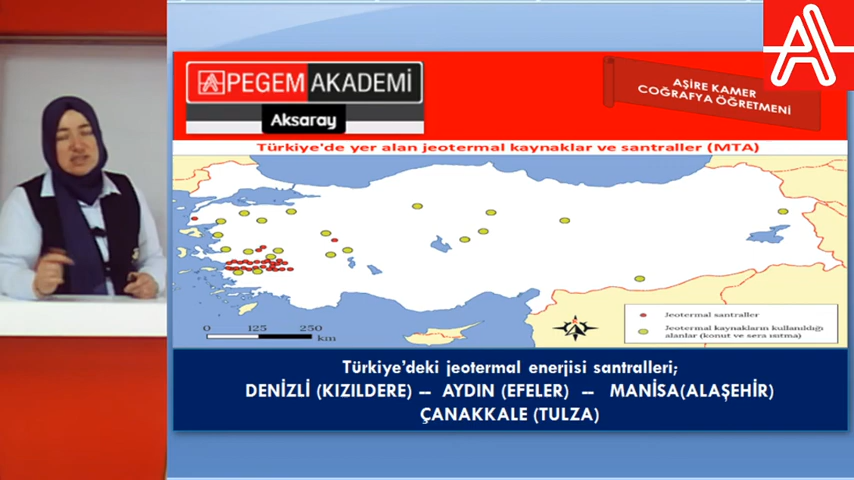 PEGEM AKADEMİ
Aksaray
AŞİRE KAMER
COĞRAFYA ÖĞRETMENİ
Türkiye'de yer alan jeotermal kaynaklar ve santraller (MTA)
Jeotermal santraller
Jeotermal kaynakların kullanıldığı
alanlar (konut ve sera ısıtma)
0 125 250
km
Türkiye'deki jeotermal enerjisi santralleri;
DENİZLİ (KIZILDERE) -- AYDIN (EFELER) -- MANİSA(ALAŞEHİR)
ÇANAKKALE (TULZA)